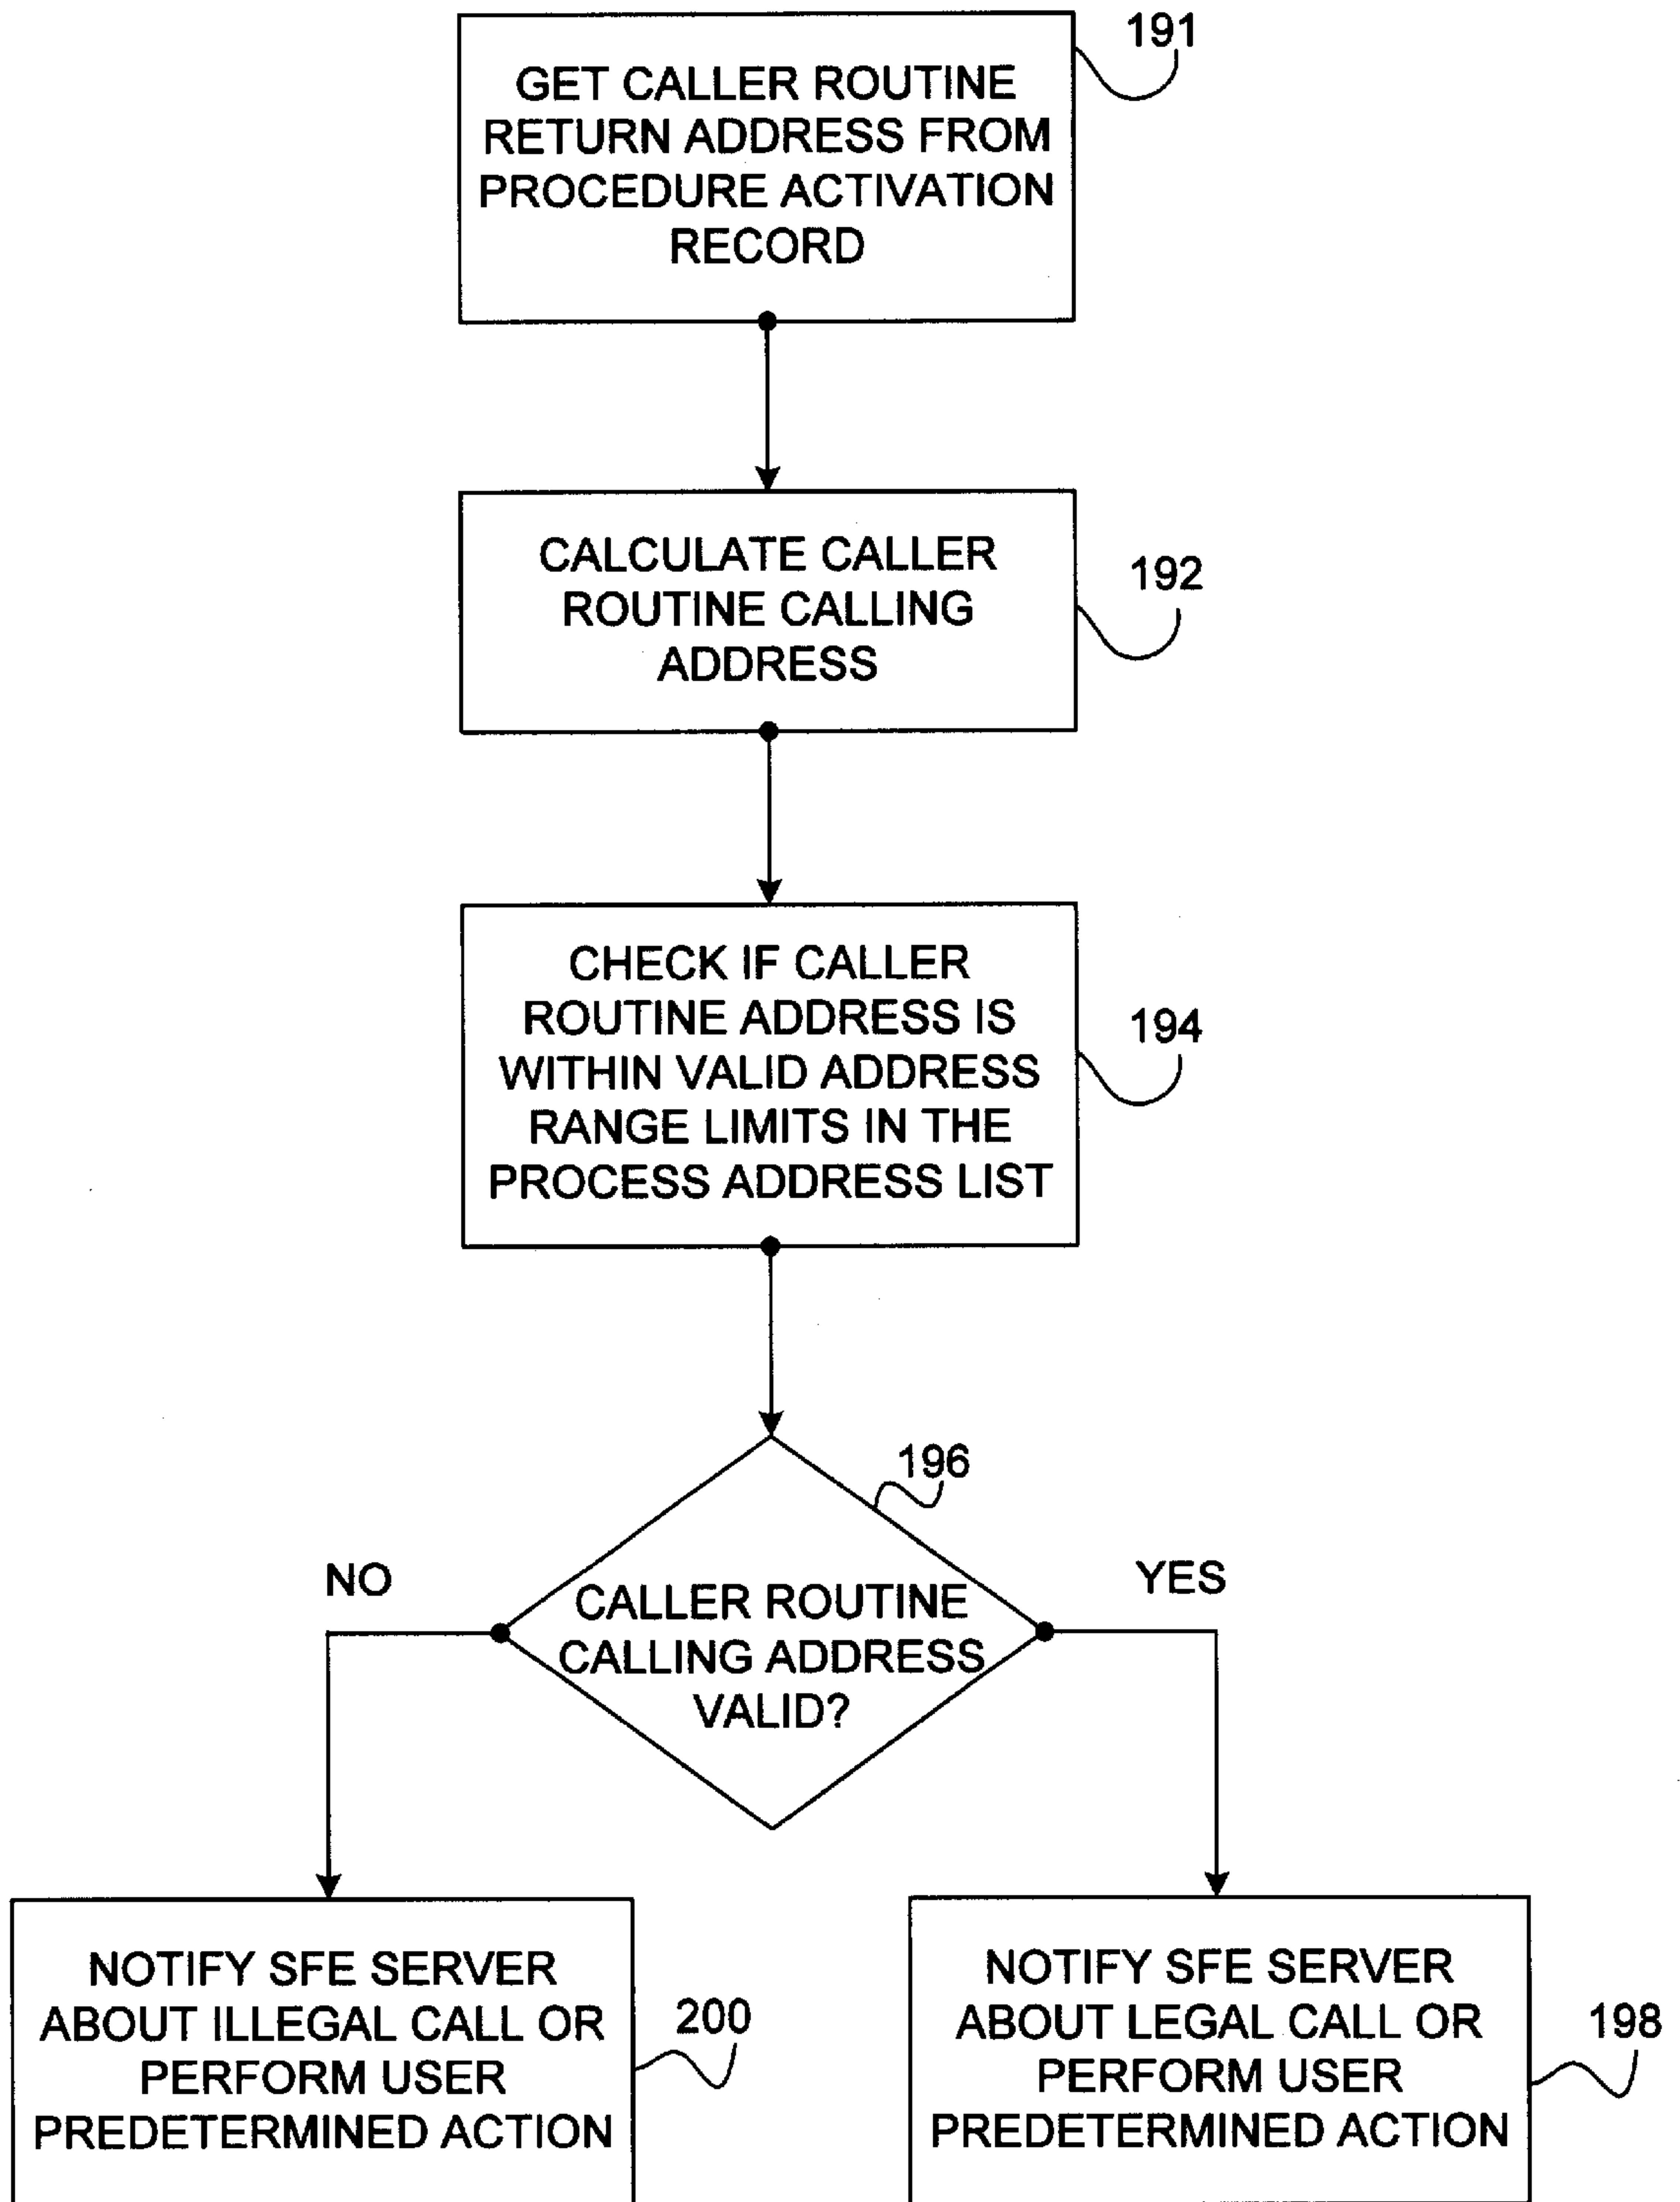 191
GET CALLER ROUTINE
RETURN ADDRESS FROM
PROCEDURE ACTIVATION
RECORD
CALCULATE CALLER
ROUTINE CALLING
ADDRESS
192
CHECK IF CALLER
ROUTINE ADDRESS IS
WITHIN VALID ADDRESS
RANGE LIMITS IN THE
PROCESS ADDRESS LIST
194
196
NO
YES
CALLER ROUTINE
CALLING ADDRESS
VALID?
NOTIFY SFE SERVER
ABOUT ILLEGAL CALL OR
PERFORM USER
PREDETERMINED ACTION
200
NOTIFY SFE SERVER
ABOUT LEGAL CALL OR
PERFORM USER
PREDETERMINED ACTION
198